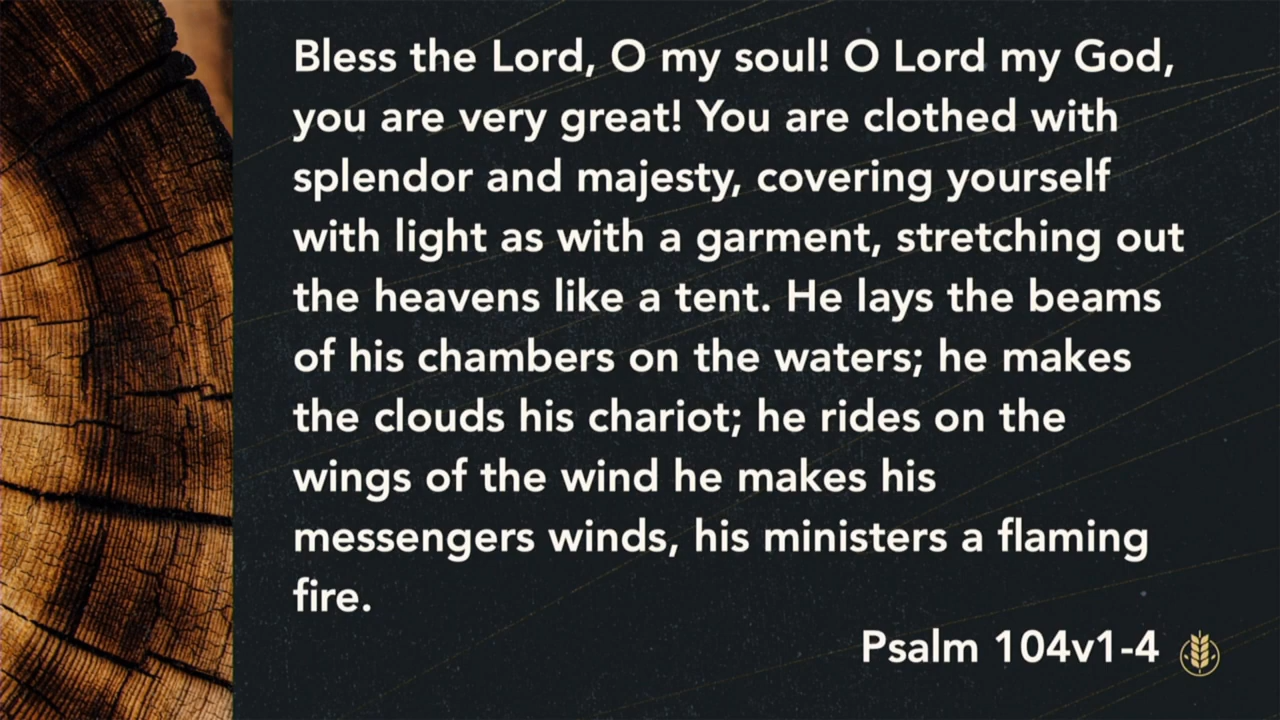 Bless the Lord, O my soul! O Lord my God,
you are very great! You are clothed with
splendor and majesty, covering yourself
with light as with a garment, stretching out
the heavens like a tent. He lays the beams
of his chambers on the waters; he makes
the clouds his chariot; he rides on the
wings of the wind he makes his
messengers winds, his ministers a flaming
fire.
Psalm 104v1-4